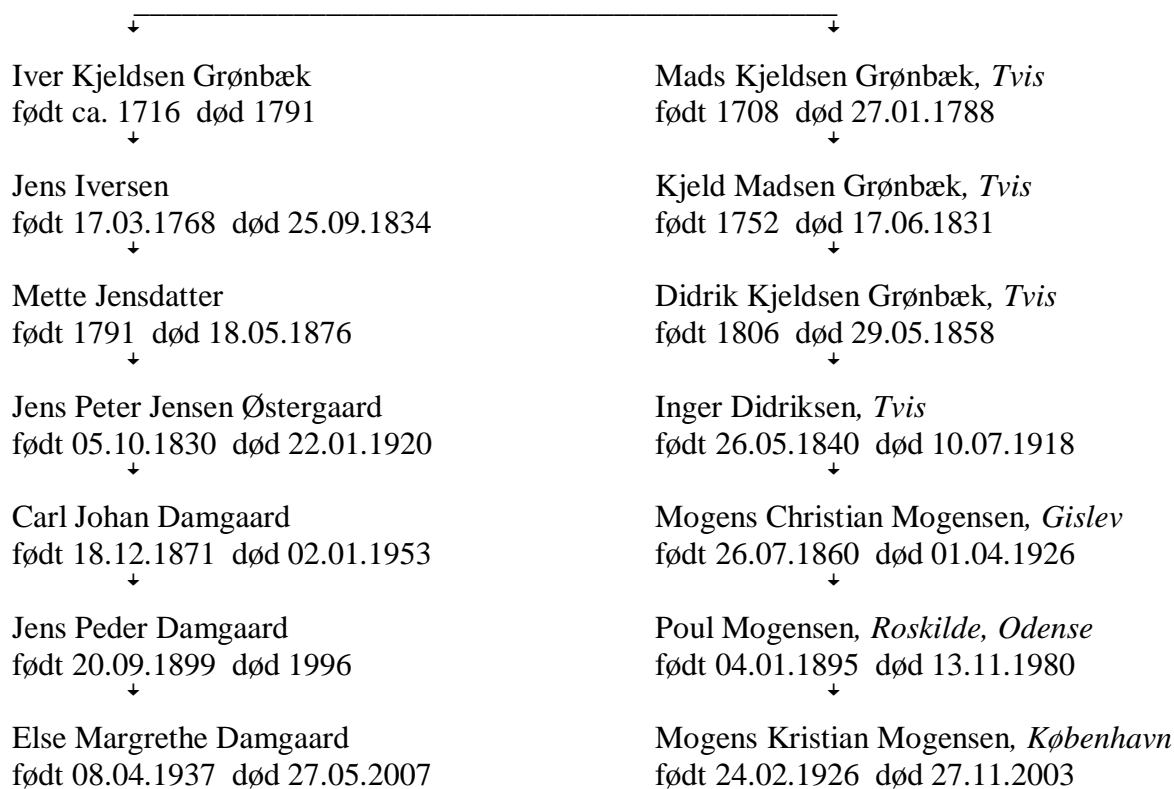 Iver Kjeldsen Grønbæk
født ca. 1716 død 1791
Jens Iversen
født 17.03.1768 død 25.09.1834
Mette Jensdatter
født 1791 død 18.05.1876
Jens Peter Jensen Østergaard
født 05.10.1830 død 22.01.1920
Carl Johan Damgaard
født 18.12.1871 død 02.01.1953
Jens Peder Damgaard
født 20.09.1899 død 1996
Else Margrethe Damgaard
født 08.04.1937 død 27.05.2007
Mads Kjeldsen Grønbæk, Tvis
født 1708 død 27.01.1788
Kjeld Madsen Grønbæk, Tvis
født 1752 død 17.06.1831
Didrik Kjeldsen Grønbæk, Tvis
født 1806 død 29.05.1858
Inger Didriksen, Tvis
født 26.05.1840 død 10.07.1918
Mogens Christian Mogensen, Gislev
født 26.07.1860 død 01.04.1926
Poul Mogensen, Roskilde, Odense
født 04.01.1895 død 13.11.1980
Mogens Kristian Mogensen, København
født 24.02.1926 død 27.11.2003